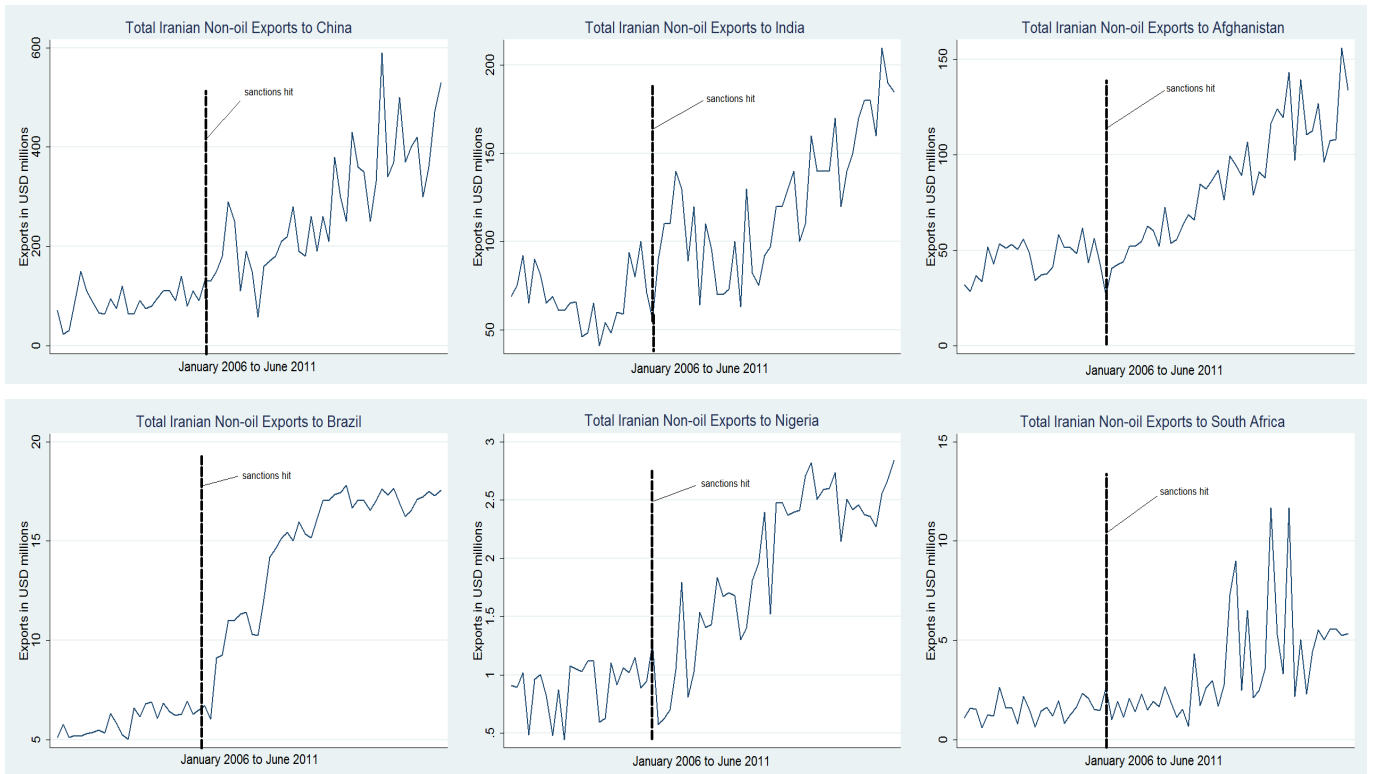 Total Iranian Non-oil Exports to China
Exports in USD millions
600
400
200
0
sanctions hit
January 2006 to June 2011
Total Iranian Non-oil Exports to India
Exports in USD millions
200
150
100
50
sanctions hit
January 2006 to June 2011
Total Iranian Non-oil Exports to Afghanistan
Exports in USD millions
150
100
50
0
sanctions hit
January 2006 to June 2011
Total Iranian Non-oil Exports to Brazil
Exports in USD millions
20
15
10
5
sanctions hit
January 2006 to June 2011
Total Iranian Non-oil Exports to Nigeria
Exports in USD millions
3
2.5
2
1.5
1
.5
sanctions hit
January 2006 to June 2011
Total Iranian Non-oil Exports to South Africa
Exports in USD millions
15
10
5
0
sanctions hit
January 2006 to June 2011